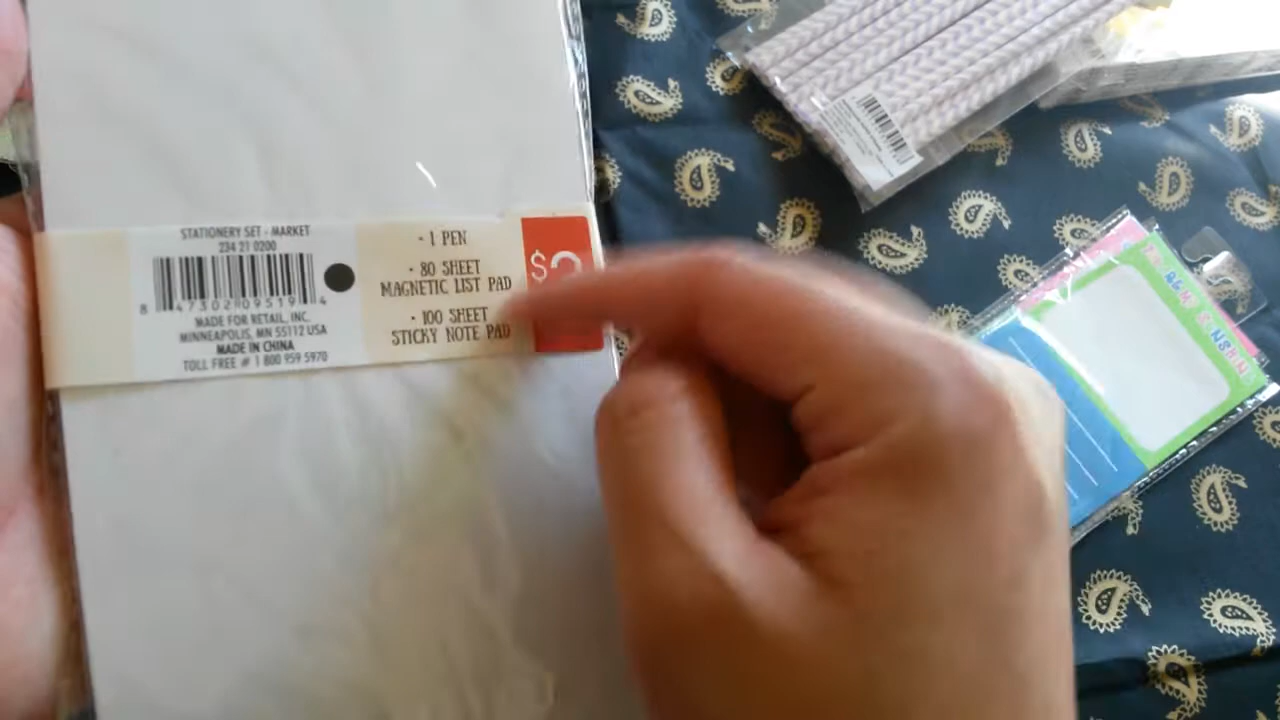 STATIONERY SET - MARKET
234 21 0200
8 47302 09519 4
MADE FOR RETAIL, INC.
MINNEAPOLIS, MN 55112 USA
MADE IN CHINA
TOLL FREE # 1 800 959 5970
• 1 PEN
• 80 SHEET
MAGNETIC LIST PAD
• 100 SHEET
STICKY NOTE PAD